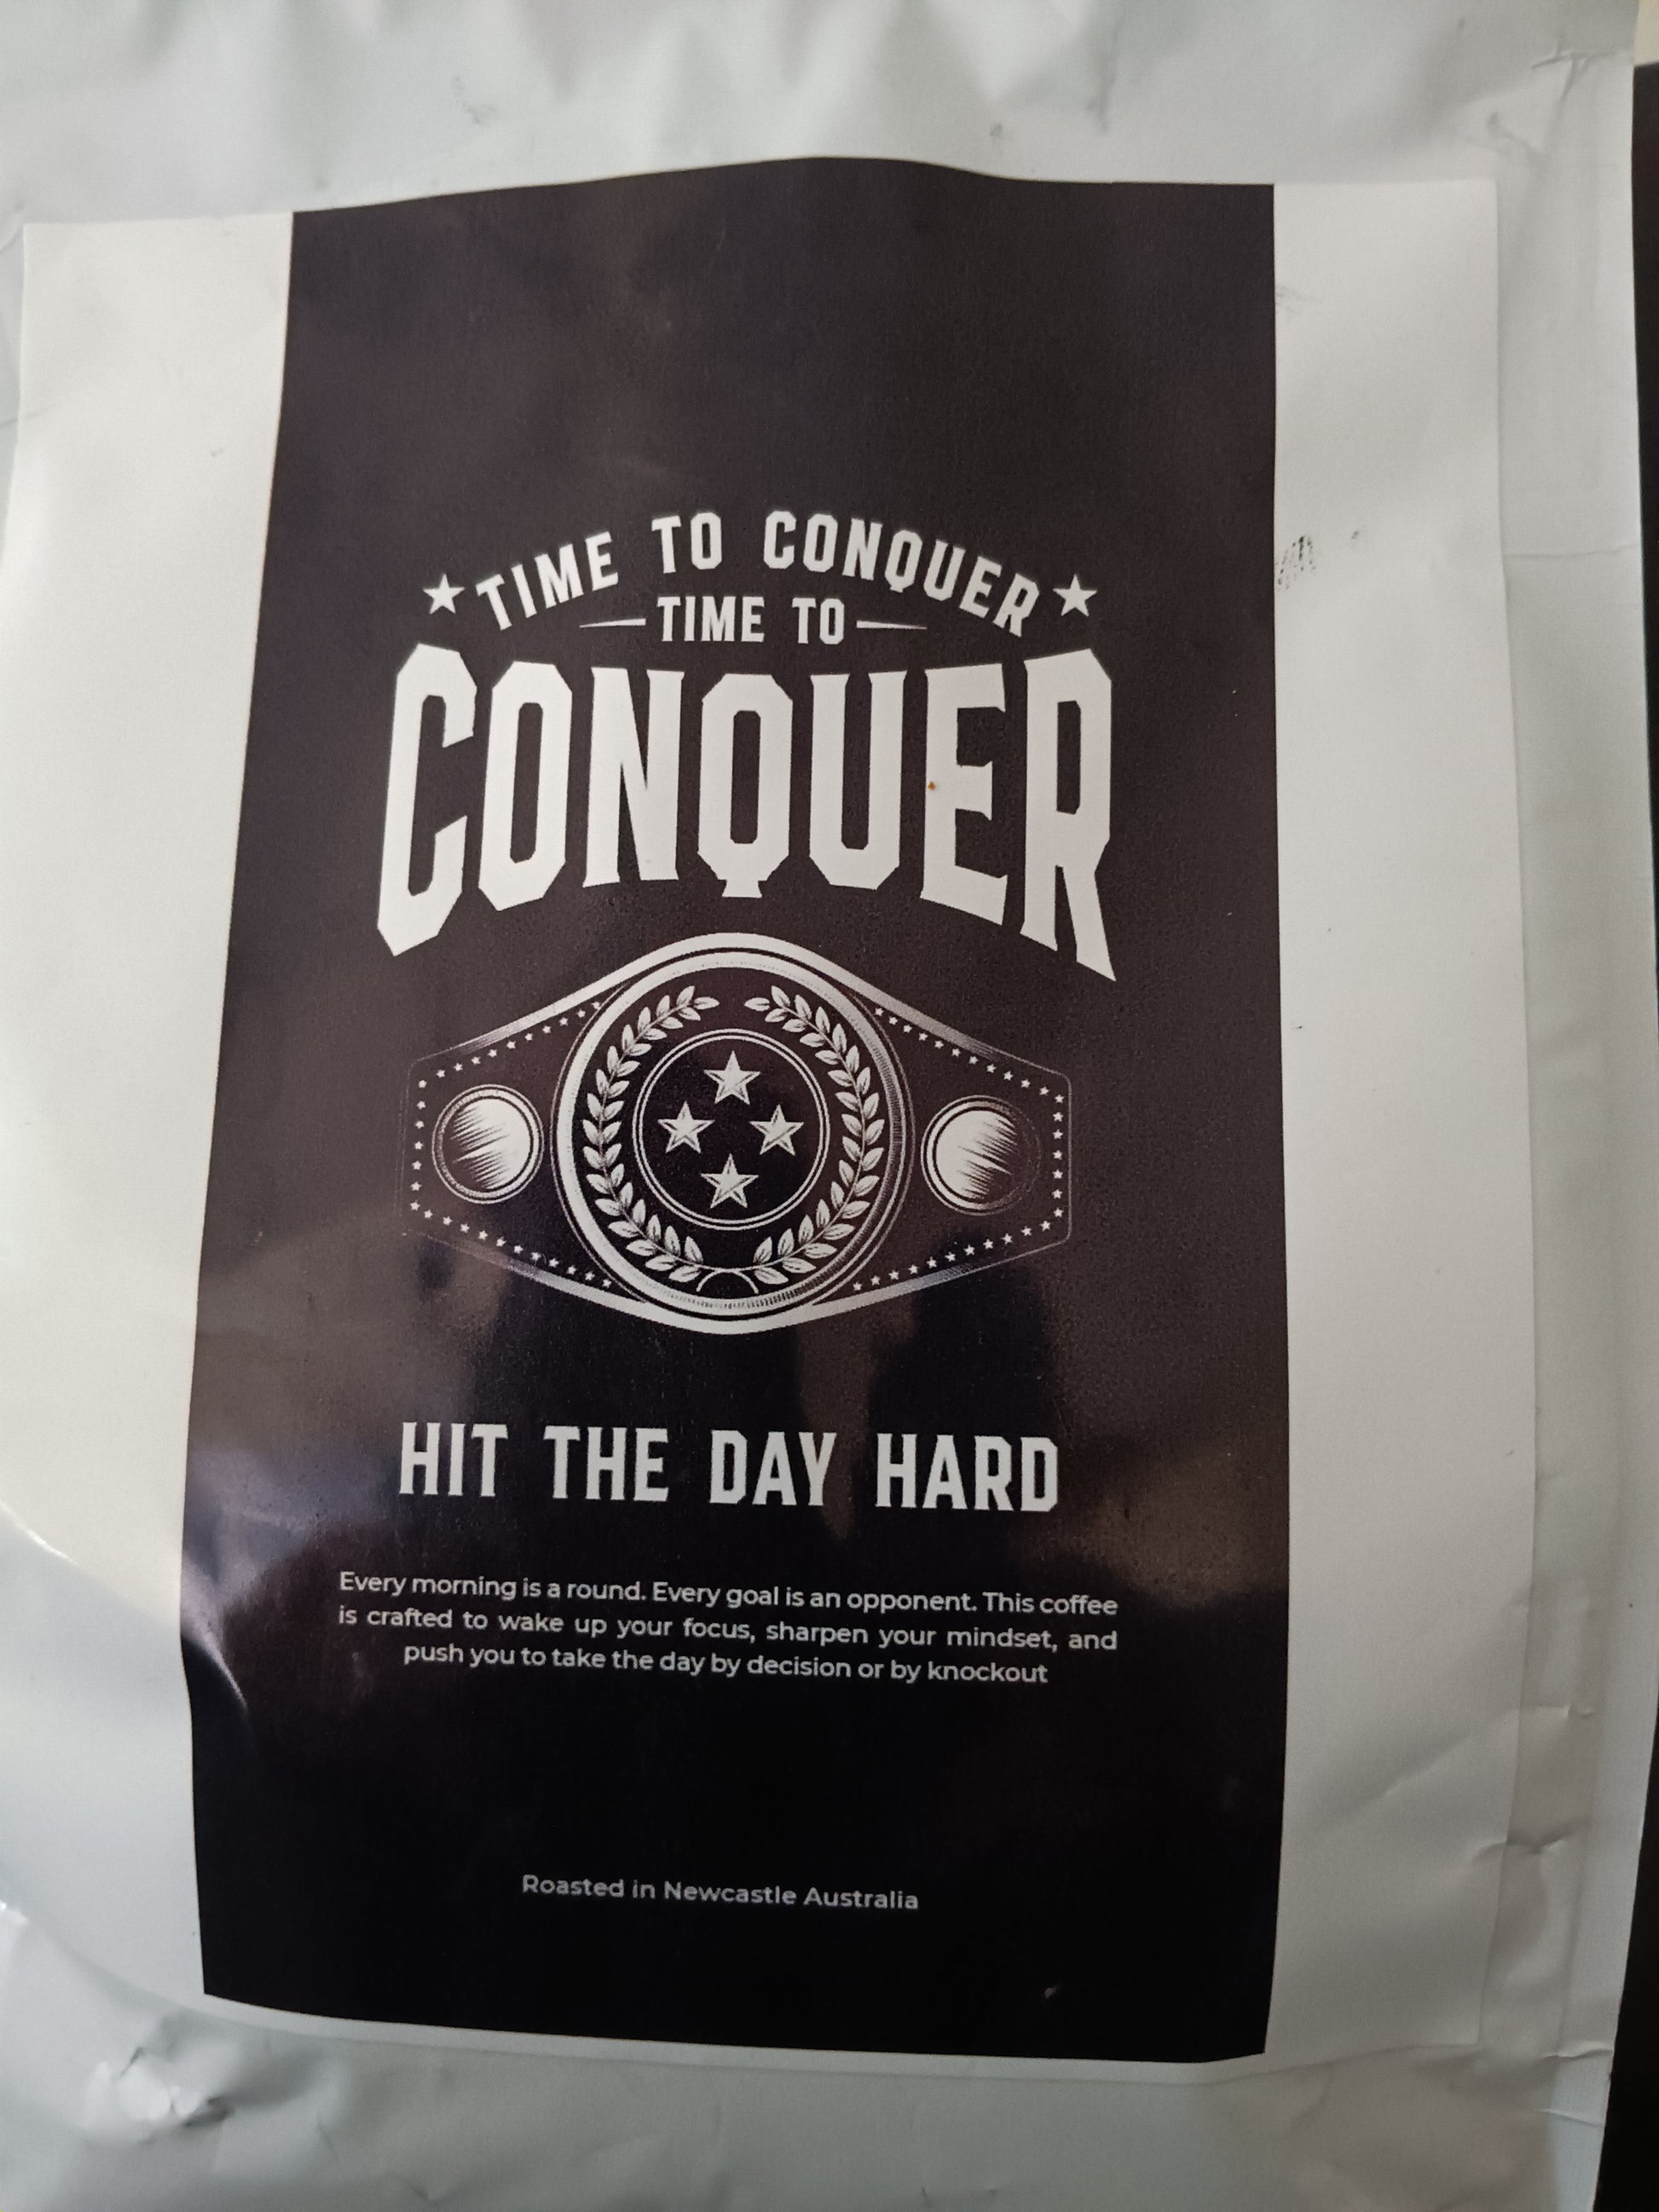 TIME TO CONQUER
TIME TO
CONQUER
HIT THE DAY HARD
Every morning is a round. Every goal is an opponent. This coffee
is crafted to wake up your focus, sharpen your mindset, and
push you to take the day by decision or by knockout
Roasted in Newcastle Australia